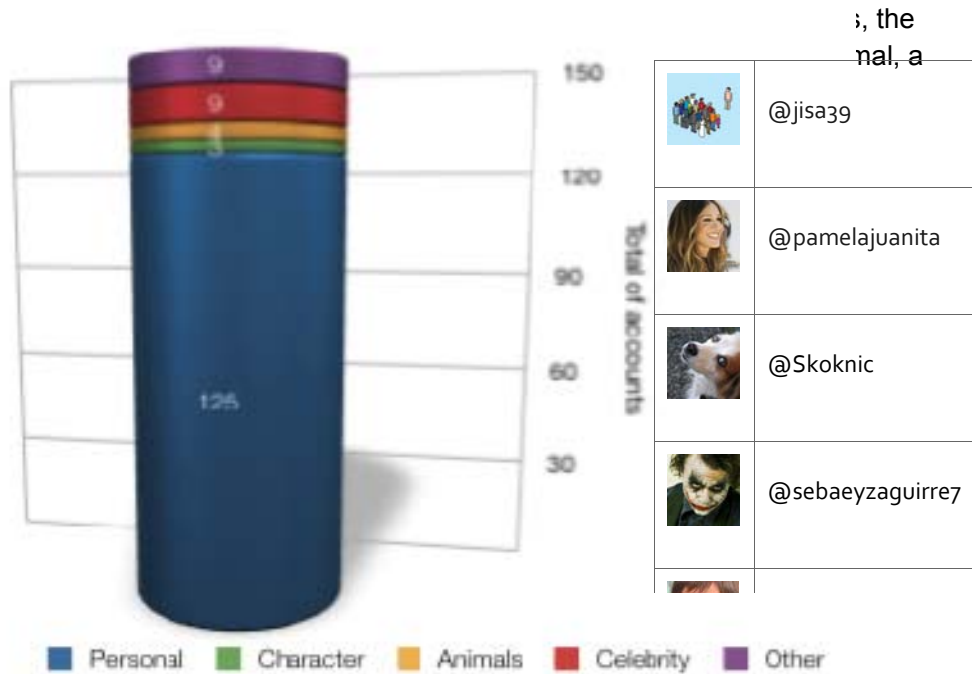 s, the
mal, a
9
9
125
150
120
90
60
30
Total of accounts
Personal Character Animals Celebrity Other
@jisa39
@pamelajuanita
@Skoknic
@sebaeyzaguirre7